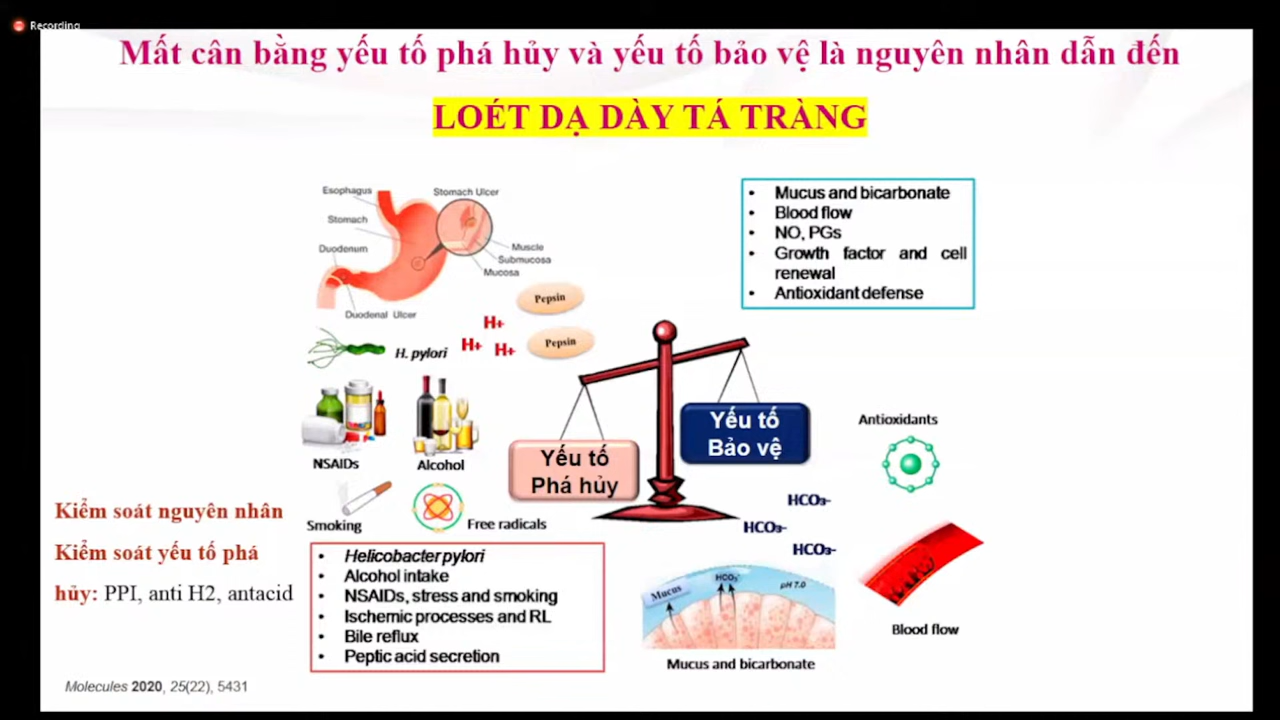 Recording
Mất cân bằng yếu tố phá hủy và yếu tố bảo vệ là nguyên nhân dẫn đến
LOÉT DẠ DÀY TÁ TRÀNG
Esophagus
Stomach Ulcer
Stomach
Duodenum
Muscle
Submucosa
Mucosa
Duodenal Ulcer
Pepsin
H+
H+
H+
Pepsin
H. pylori
NSAIDs
Alcohol
Smoking
Free radicals
• Mucus and bicarbonate
• Blood flow
• NO, PGs
• Growth factor and cell
renewal
• Antioxidant defense
Yếu tố
Phá hủy
Yếu tố
Bảo vệ
Antioxidants
HCO₃-
HCO₃-
HCO₃-
Kiểm soát nguyên nhân
Kiểm soát yếu tố phá
hủy: PPI, anti H2, antacid
• Helicobacter pylori
• Alcohol intake
• NSAIDs, stress and smoking
• Ischemic processes and RL
• Bile reflux
• Peptic acid secretion
Mucus
HCO₃⁻
pH 7.0
Mucus and bicarbonate
Blood flow
Molecules 2020, 25(22), 5431